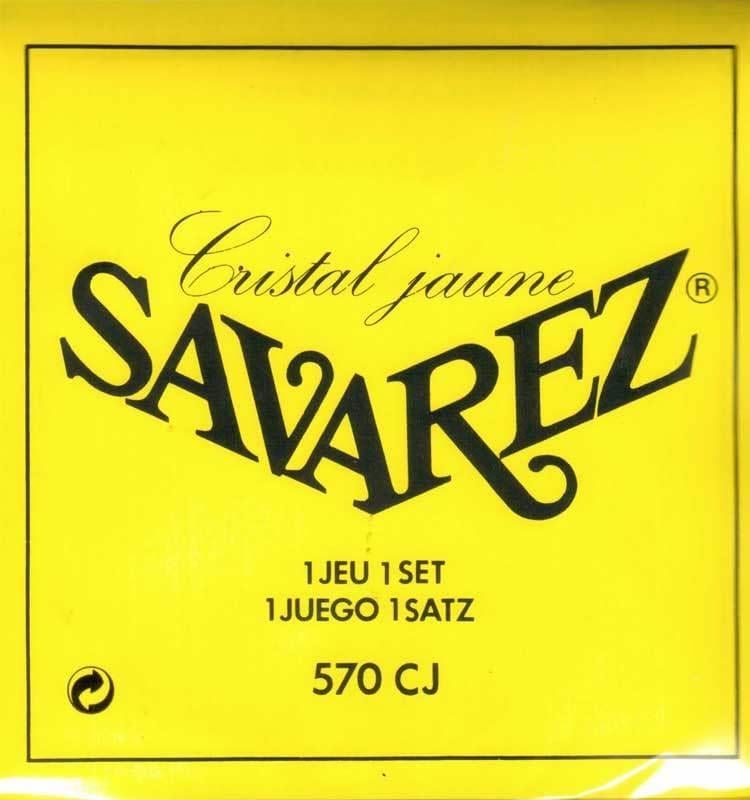 Cristal jaune
SAVAREZ®
1 JEU 1 SET
1 JUEGO 1 SATZ
570 CJ